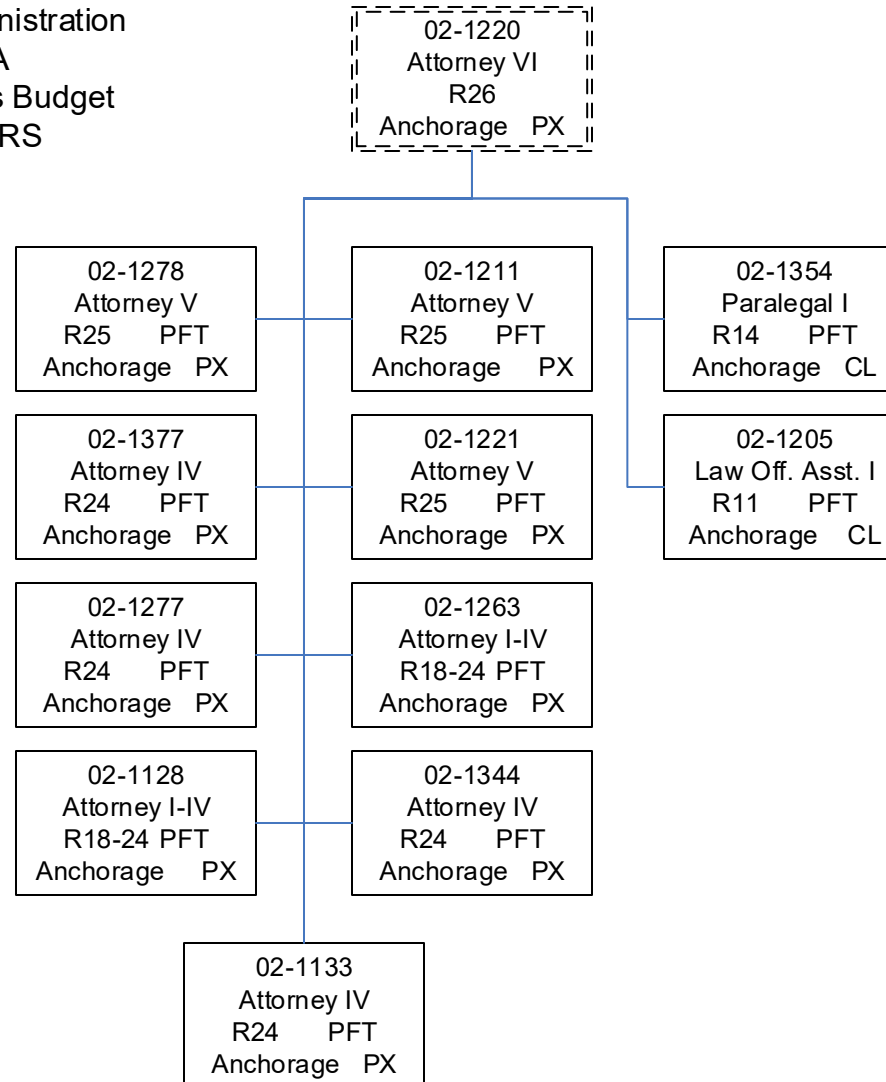 A
Budget
RS
02-1220
Attorney VI
R26
Anchorage PX
02-1278
Attorney V
R25 PFT
Anchorage PX
02-1211
Attorney V
R25 PFT
Anchorage PX
02-1354
Paralegal I
R14 PFT
Anchorage CL
02-1377
Attorney IV
R24 PFT
Anchorage PX
02-1221
Attorney V
R25 PFT
Anchorage PX
02-1205
Law Off. Asst. I
R11 PFT
Anchorage CL
02-1277
Attorney IV
R24 PFT
Anchorage PX
02-1263
Attorney I-IV
R18-24 PFT
Anchorage PX
02-1128
Attorney I-IV
R18-24 PFT
Anchorage PX
02-1344
Attorney IV
R24 PFT
Anchorage PX
02-1133
Attorney IV
R24 PFT
Anchorage PX